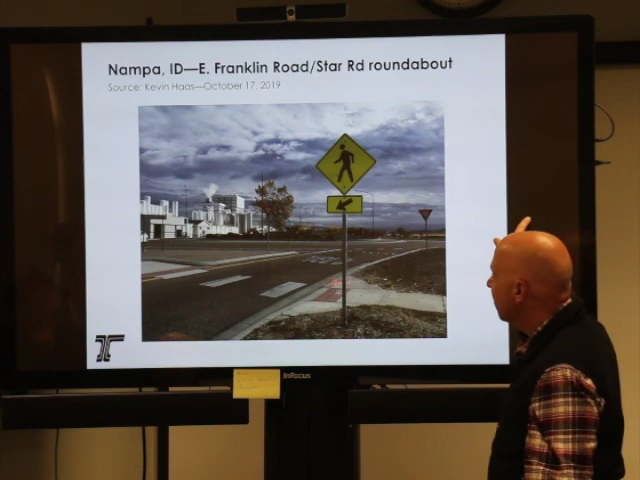 Nampa, ID—E. Franklin Road/Star Rd roundabout
Source: Kevin Haas—October 17, 2019
InFocus